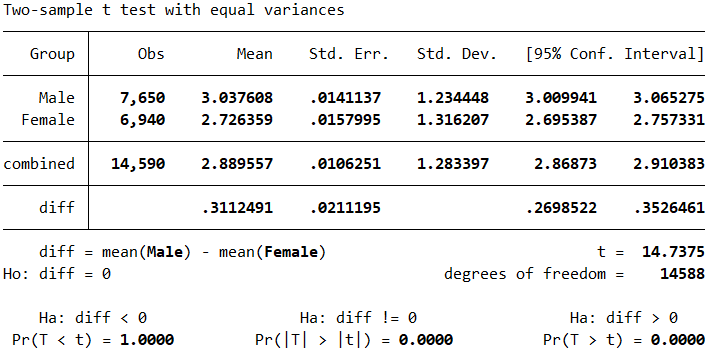 Two-sample t test with equal variances
Group Obs Mean Std. Err. Std. Dev. [95% Conf. Interval]
Male 7,650 3.037608 .0141137 1.234448 3.009941 3.065275
Female 6,940 2.726359 .0157995 1.316207 2.695387 2.757331
combined 14,590 2.889557 .0106251 1.283397 2.86873 2.910383
diff .3112491 .0211195 .2698522 .3526461
diff = mean(Male) - mean(Female) t = 14.7375
Ho: diff = 0 degrees of freedom = 14588
Ha: diff < 0 Ha: diff != 0 Ha: diff > 0
Pr(T < t) = 1.0000 Pr(|T| > |t|) = 0.0000 Pr(T > t) = 0.0000